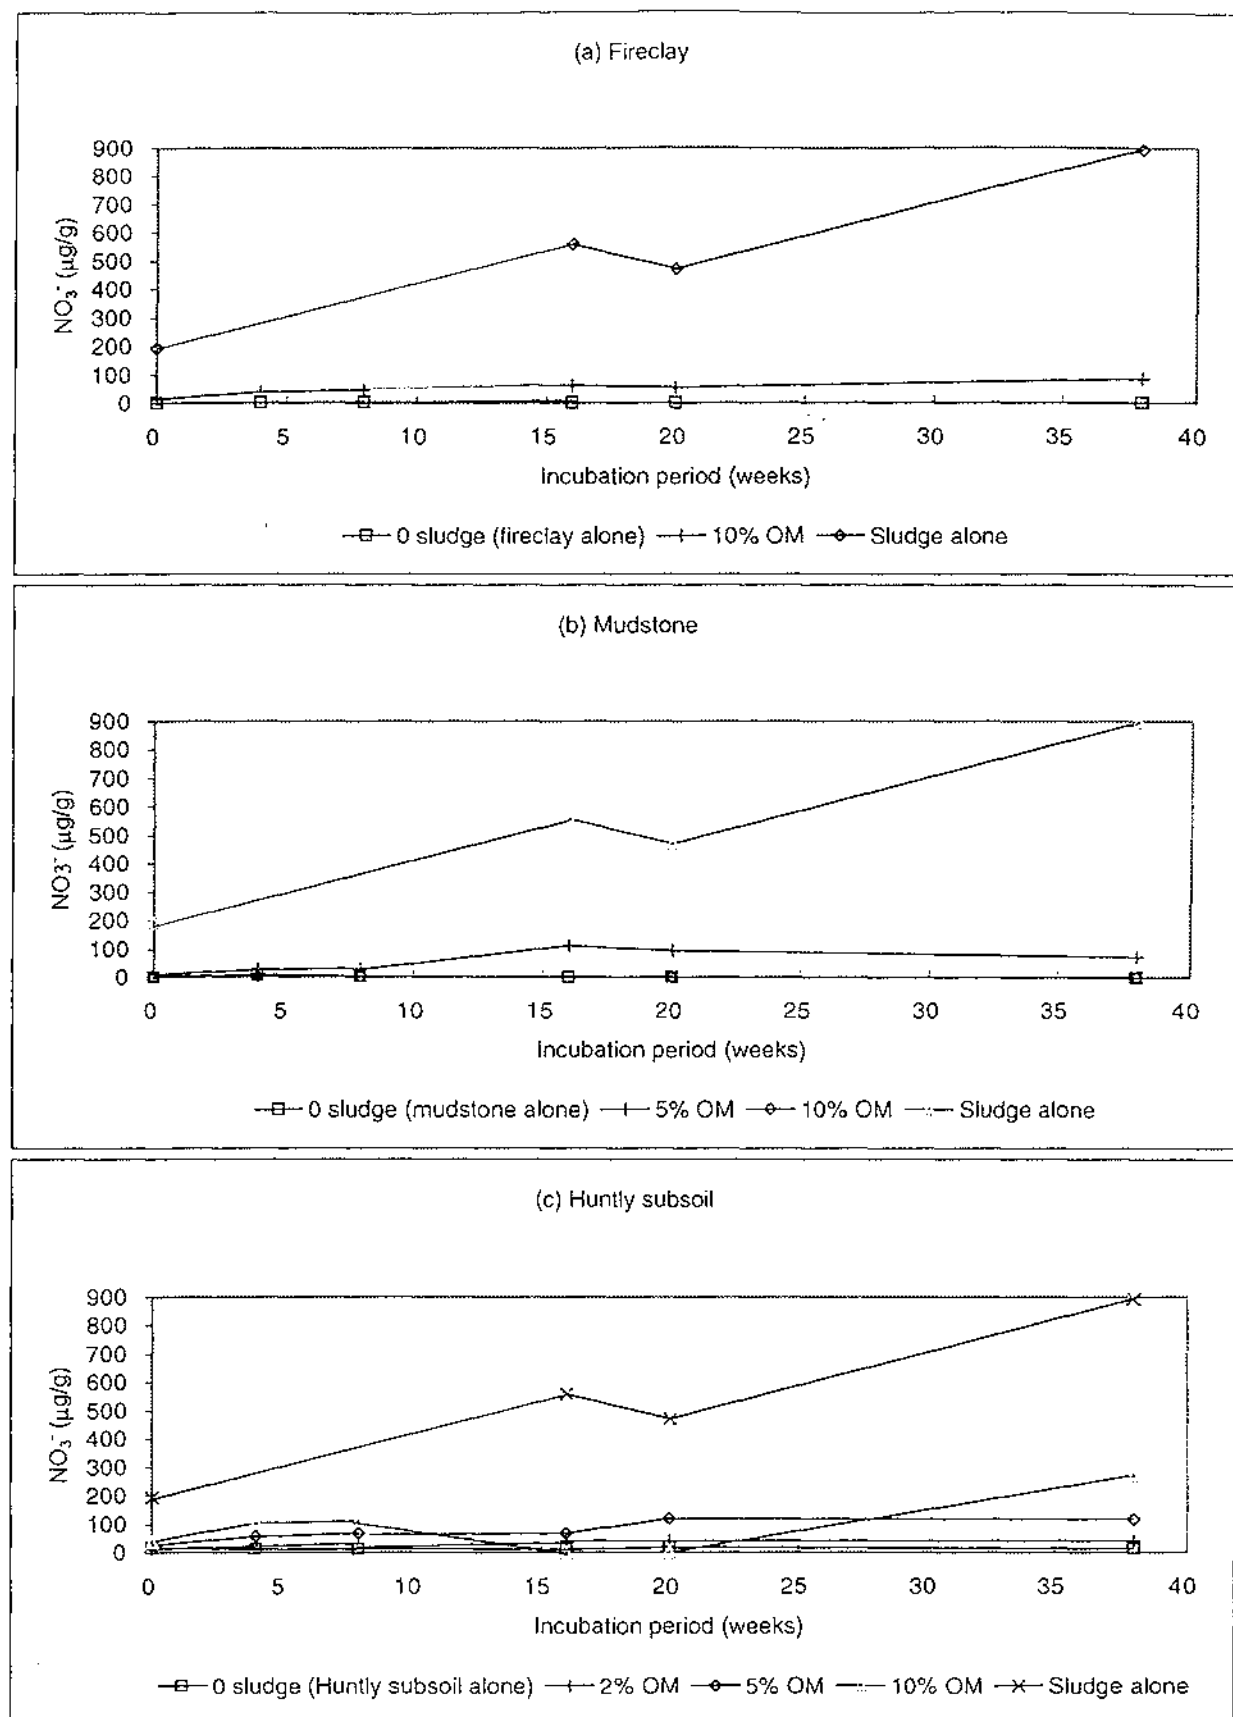 (a) Fireclay
900
800
700
600
500
400
300
200
100
0
NO₃⁻ (µg/g)
0 5 10 15 20 25 30 35 40
Incubation period (weeks)
0 sludge (fireclay alone) 10% OM Sludge alone
(b) Mudstone
900
800
700
600
500
400
300
200
100
0
NO3⁻ (µg/g)
0 5 10 15 20 25 30 35 40
Incubation period (weeks)
0 sludge (mudstone alone) 5% OM 10% OM Sludge alone
(c) Huntly subsoil
900
800
700
600
500
400
300
200
100
0
NO₃⁻ (µg/g)
0 5 10 15 20 25 30 35 40
Incubation period (weeks)
0 sludge (Huntly subsoil alone) 2% OM 5% OM 10% OM Sludge alone